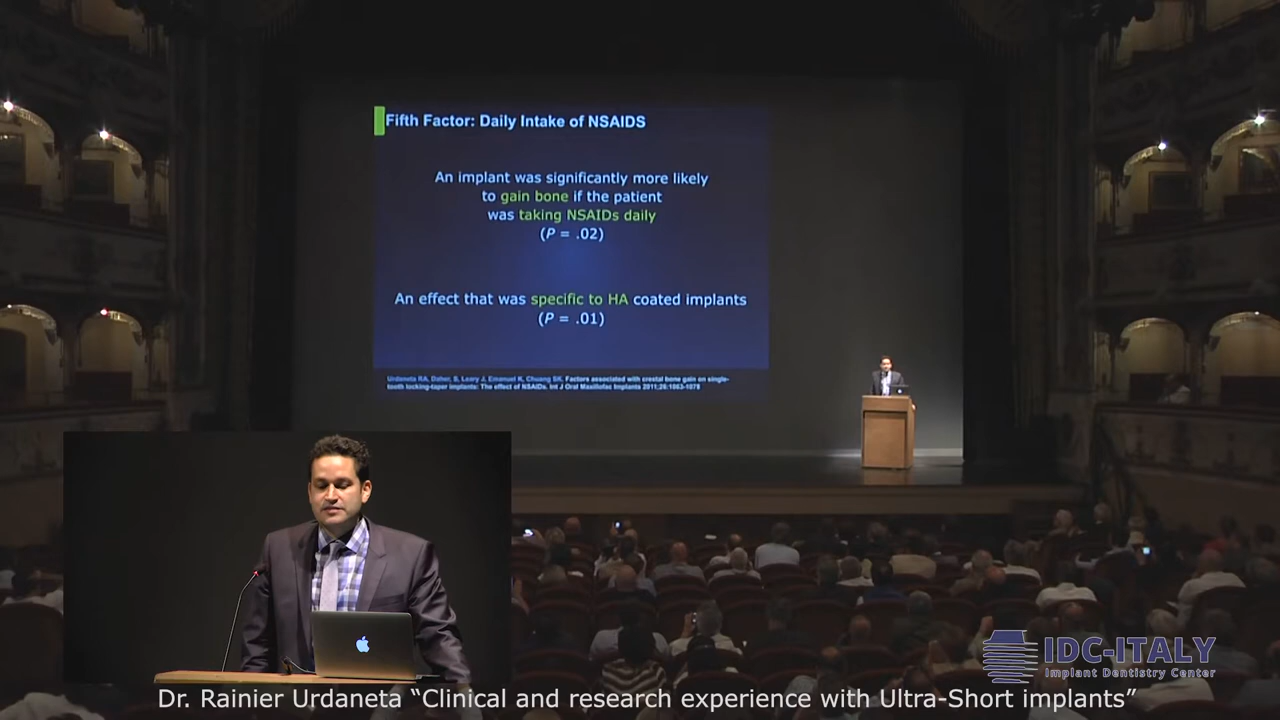 Fifth Factor: Daily Intake of NSAIDS
An implant was significantly more likely
to gain bone if the patient
was taking NSAIDs daily
(P = .02)
An effect that was specific to HA coated implants
(P = .01)
Urdaneta RA, Daher, S, Leary J, Emanuel K, Chuang SK. Factors associated with crestal bone gain on single-
tooth locking-taper implants: The effect of NSAIDs. Int J Oral Maxillofac Implants 2011;26:1063-1078
IDC-ITALY
Implant Dentistry Center
Dr. Rainier Urdaneta “Clinical and research experience with Ultra-Short implants”